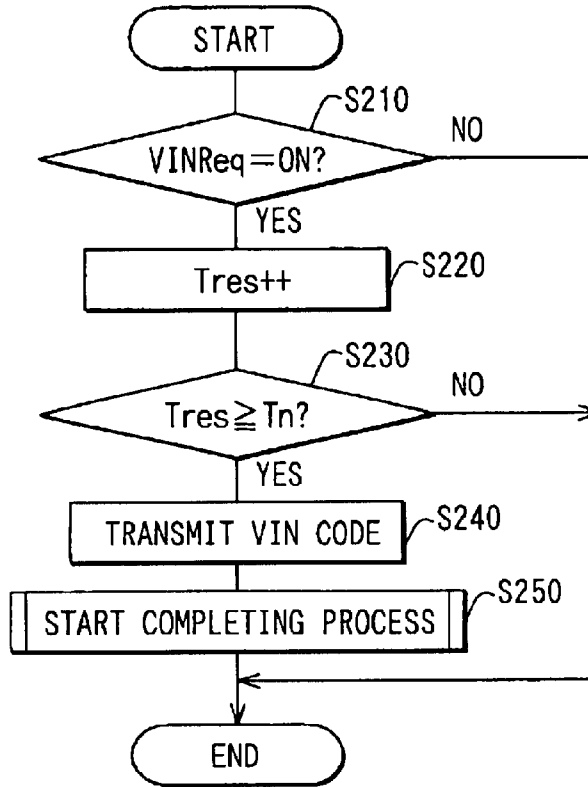 START
S210
VINReq=ON?
NO
YES
Tres++
S220
S230
Tres≧Tn?
NO
YES
TRANSMIT VIN CODE
S240
START COMPLETING PROCESS
S250
END